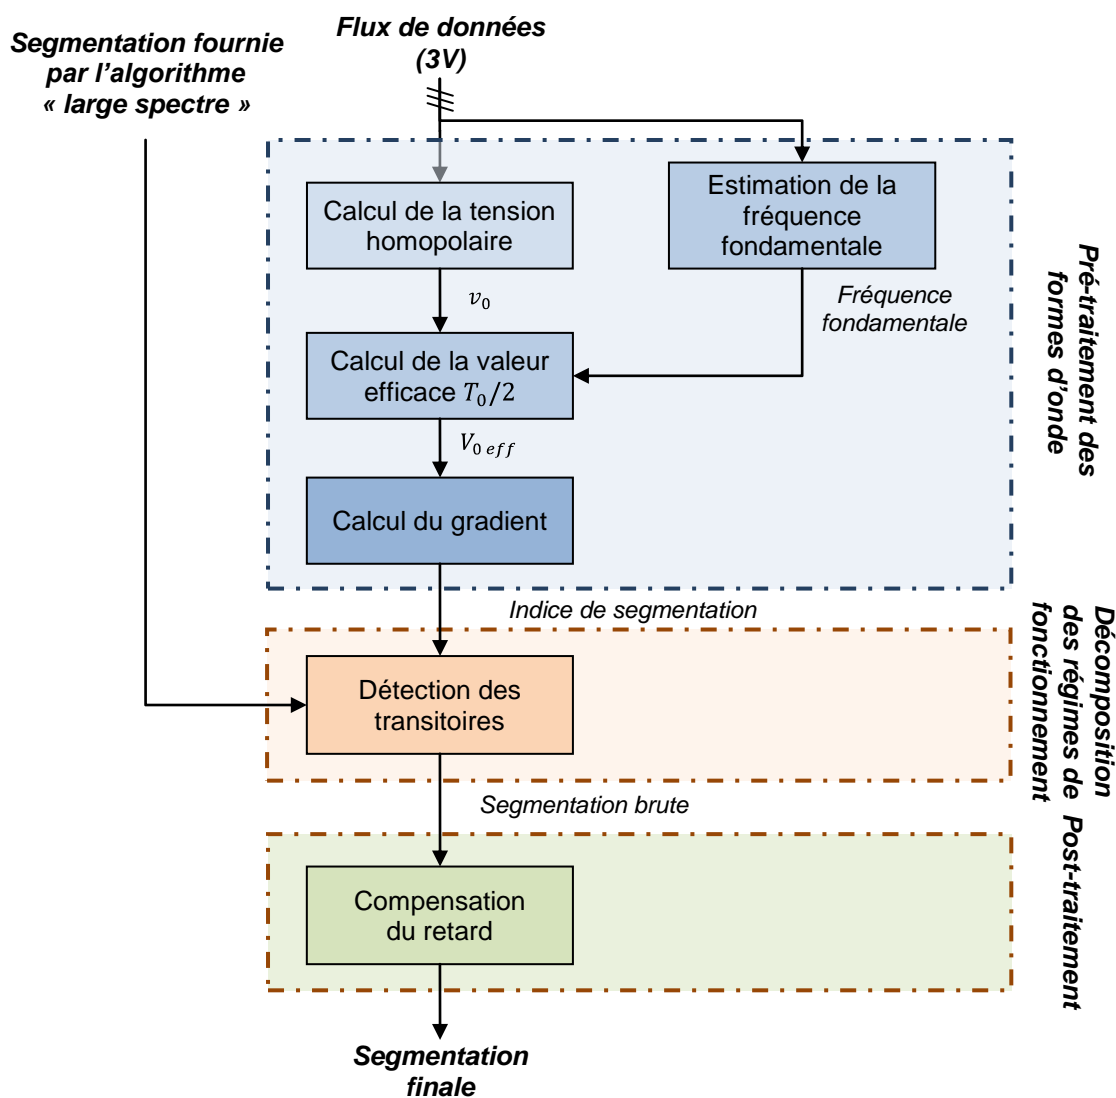 Segmentation fournie
par l’algorithme
« large spectre »
Flux de données
(3V)
Calcul de la tension
homopolaire
Estimation de la
fréquence
fondamentale
v₀
Fréquence
fondamentale
Calcul de la valeur
efficace T₀/2
V₀ ₑff
Calcul du gradient
Pré-traitement des
formes d’onde
Indice de segmentation
Détection des
transitoires
Décomposition
des régimes de
fonctionnement
Segmentation brute
Compensation
du retard
Post-traitement
Segmentation
finale